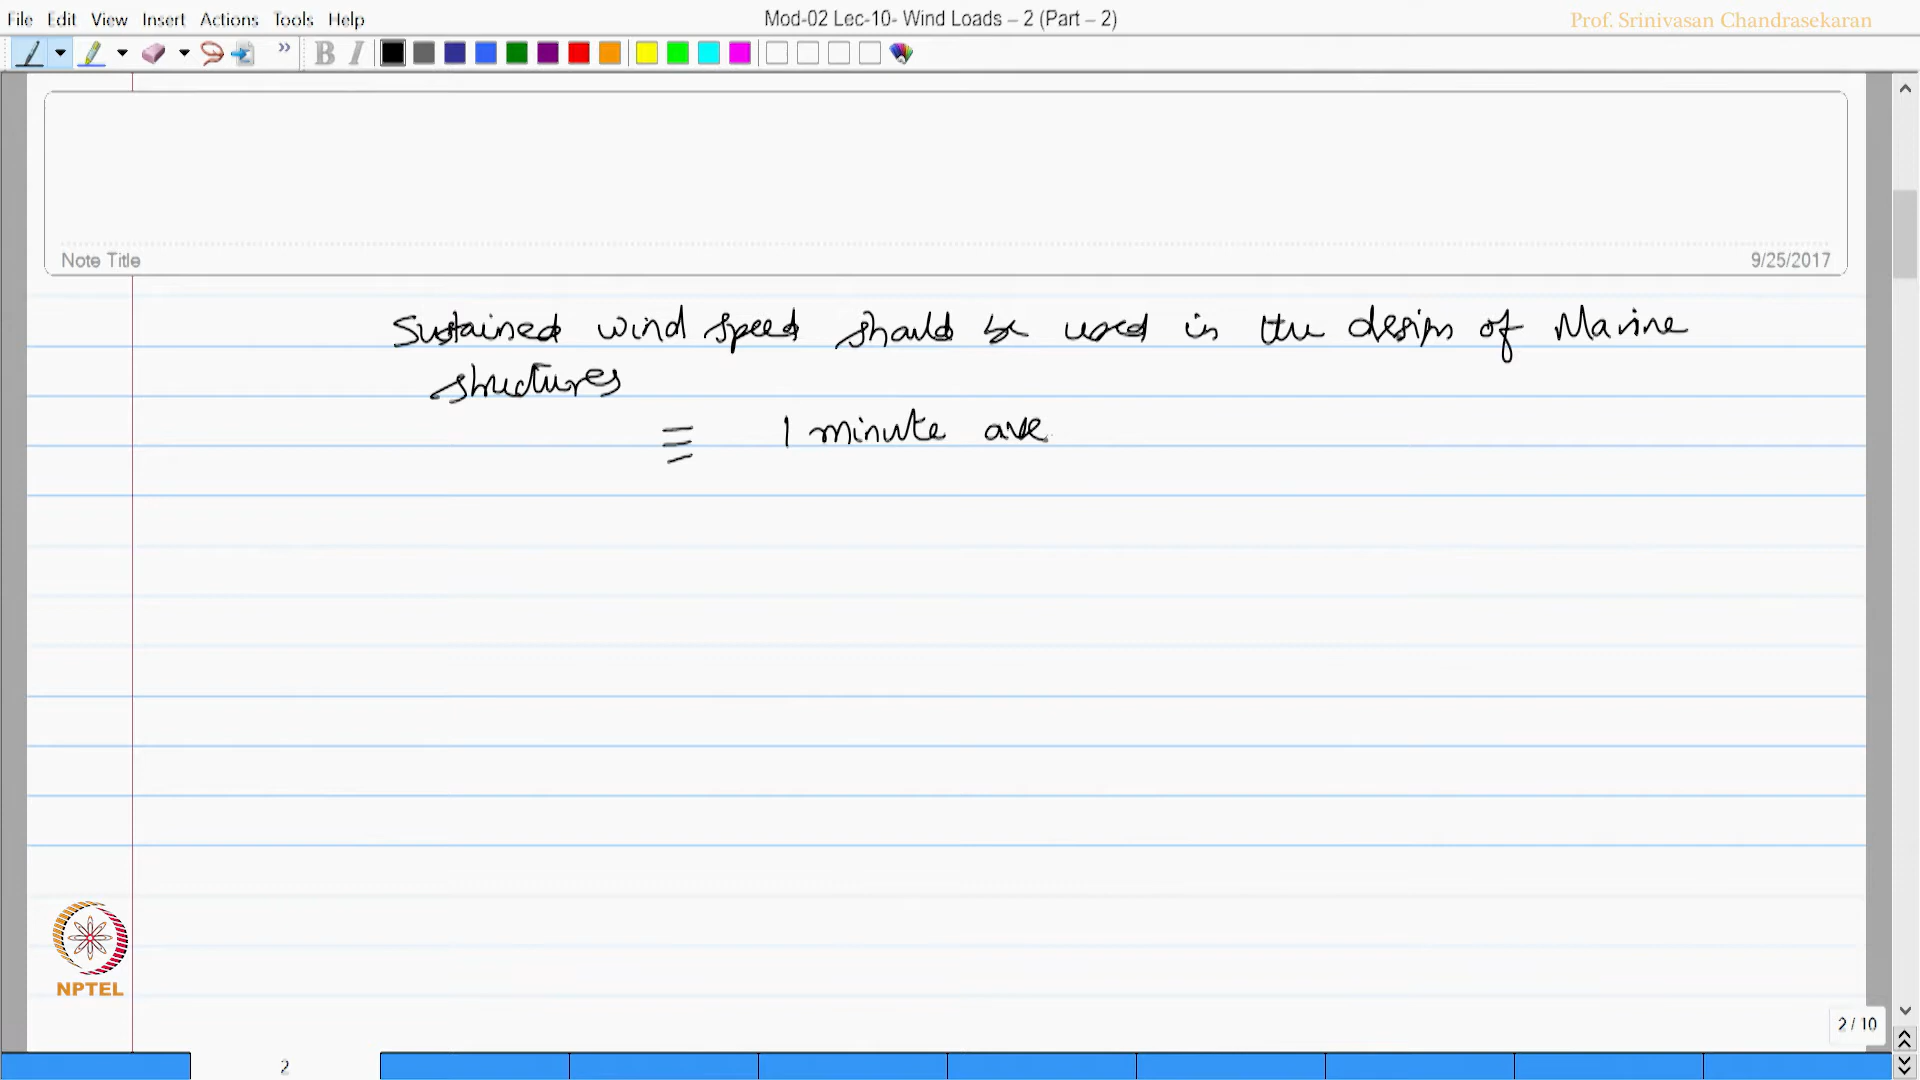 File Edit View Insert Actions Tools Help Mod-02 Lec-10- Wind Loads – 2 (Part – 2) Prof. Srinivasan Chandrasekaran
» B I
Note Title 9/25/2017
Sustained wind speed should be used in the design of Marine
structures
≡ 1 minute ave
NPTEL
2 / 10
2